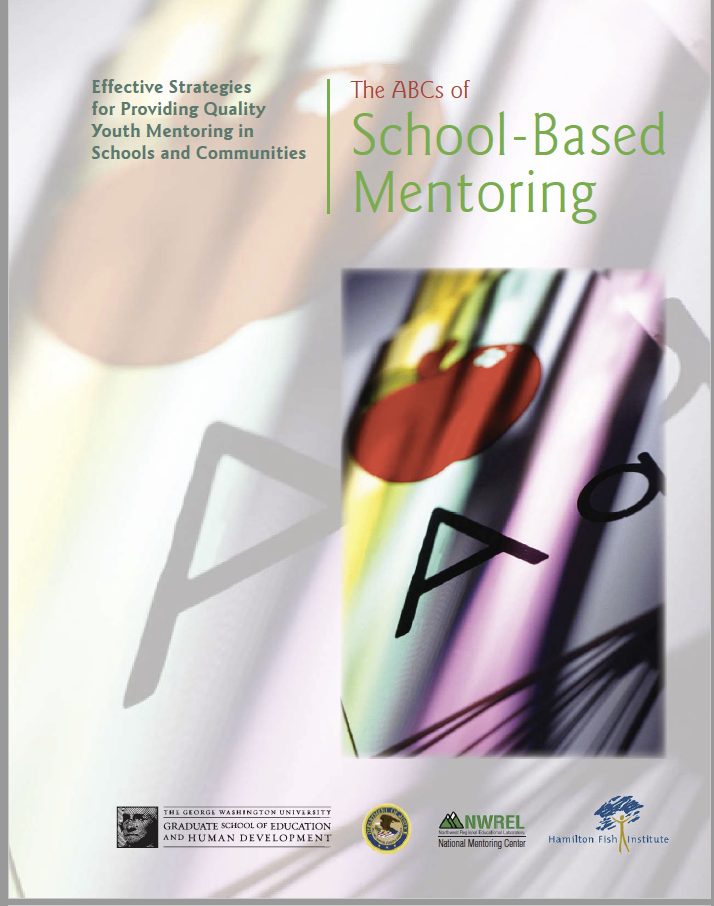 Effective Strategies
for Providing Quality
Youth Mentoring in
Schools and Communities
The ABCs of
School-Based
Mentoring
A a
A a
THE GEORGE WASHINGTON UNIVERSITY
GRADUATE SCHOOL OF EDUCATION
AND HUMAN DEVELOPMENT
NWREL
Northwest Regional Educational Laboratory
National Mentoring Center
Hamilton Fish Institute